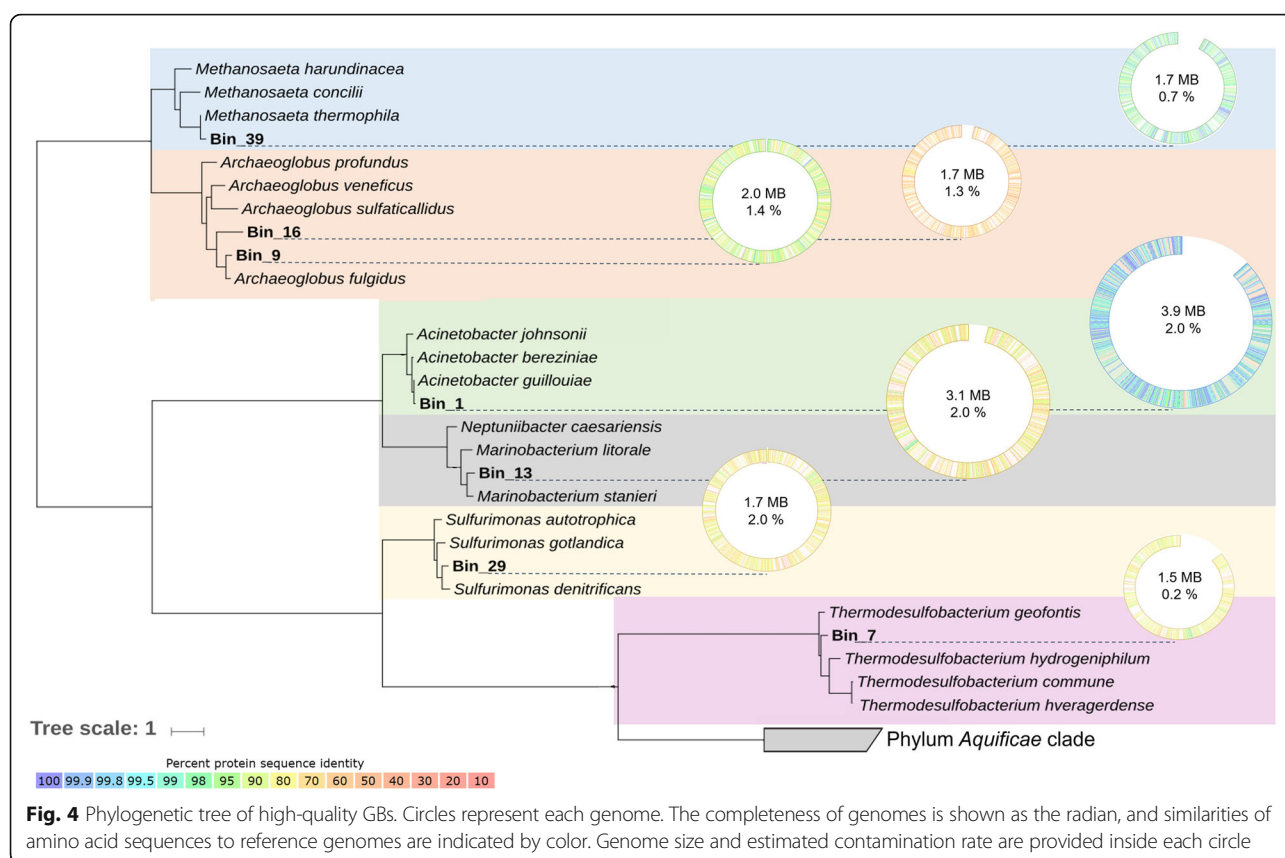 Methanosaeta harundinacea
Methanosaeta concilii
Methanosaeta thermophila
Bin_39
1.7 MB
0.7 %
Archaeoglobus profundus
Archaeoglobus veneficus
Archaeoglobus sulfaticallidus
Bin_16
Bin_9
Archaeoglobus fulgidus
2.0 MB
1.4 %
1.7 MB
1.3 %
Acinetobacter johnsonii
Acinetobacter bereziniae
Acinetobacter guillouiae
Bin_1
3.9 MB
2.0 %
Neptuniibacter caesariensis
Marinobacterium litorale
Bin_13
Marinobacterium stanieri
3.1 MB
2.0 %
Sulfurimonas autotrophica
Sulfurimonas gotlandica
Bin_29
Sulfurimonas denitrificans
1.7 MB
2.0 %
Thermodesulfobacterium geofontis
Bin_7
Thermodesulfobacterium hydrogeniphilum
Thermodesulfobacterium commune
Thermodesulfobacterium hveragerdense
1.5 MB
0.2 %
Phylum Aquificae clade
Tree scale: 1
Percent protein sequence identity
100 99.9 99.8 99.5 99 98 95 90 80 70 60 50 40 30 20 10
Fig. 4 Phylogenetic tree of high-quality GBs. Circles represent each genome. The completeness of genomes is shown as the radian, and similarities of
amino acid sequences to reference genomes are indicated by color. Genome size and estimated contamination rate are provided inside each circle